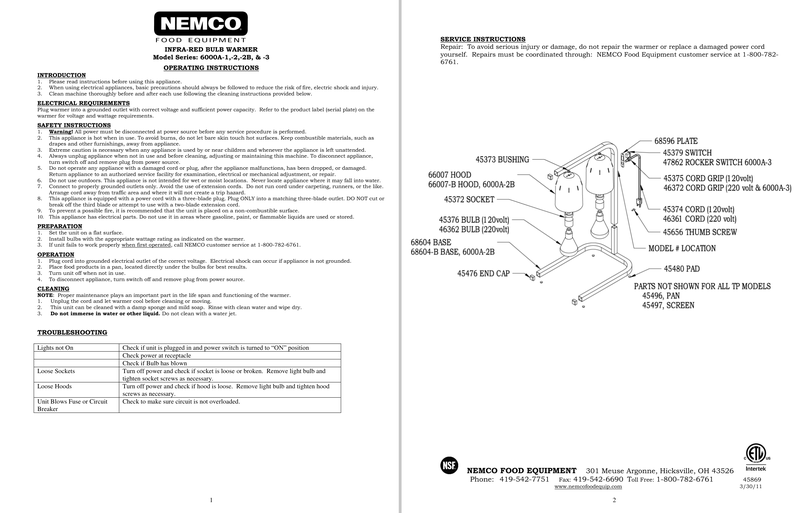 NEMCO
FOOD EQUIPMENT
INFRA-RED BULB WARMER
Model Series: 6000A-1,-2,-2B, & -3
OPERATING INSTRUCTIONS
INTRODUCTION
1. Please read instructions before using this appliance.
2. When using electrical appliances, basic precautions should always be followed to reduce the risk of fire, electric shock and injury.
3. Clean machine thoroughly before and after each use following the cleaning instructions provided below.
ELECTRICAL REQUIREMENTS
Plug warmer into a grounded outlet with correct voltage and sufficient power capacity. Refer to the product label (serial plate) on the
warmer for voltage and wattage requirements.
SAFETY INSTRUCTIONS
1. Warning! All power must be disconnected at power source before any service procedure is performed.
2. This appliance is hot when in use. To avoid burns, do not let bare skin touch hot surfaces. Keep combustible materials, such as
drapes and other furnishings, away from appliance.
3. Extreme caution is necessary when any appliance is used by or near children and whenever the appliance is left unattended.
4. Always unplug appliance when not in use and before cleaning, adjusting or maintaining this machine. To disconnect appliance,
turn switch off and remove plug from power source.
5. Do not operate any appliance with a damaged cord or plug, after the appliance malfunctions, has been dropped, or damaged.
Return appliance to an authorized service facility for examination, electrical or mechanical adjustment, or repair.
6. Do not use outdoors. This appliance is not intended for wet or moist locations. Never locate appliance where it may fall into water.
7. Connect to properly grounded outlets only. Avoid the use of extension cords. Do not run cord under carpeting, runners, or the like.
Arrange cord away from traffic area and where it will not create a trip hazard.
8. This appliance is equipped with a power cord with a three-blade plug. Plug ONLY into a matching three-blade outlet. DO NOT cut or
break off the third blade or attempt to use with a two-blade extension cord.
9. To prevent a possible fire, it is recommended that the unit is placed on a non-combustible surface.
10. This appliance has electrical parts. Do not use it in areas where gasoline, paint, or flammable liquids are used or stored.
PREPARATION
1. Set the unit on a flat surface.
2. Install bulbs with the appropriate wattage rating as indicated on the warmer.
3. If unit fails to work properly when first operated, call NEMCO customer service at 1-800-782-6761.
OPERATION
1. Plug cord into grounded electrical outlet of the correct voltage. Electrical shock can occur if appliance is not grounded.
2. Place food products in a pan, located directly under the bulbs for best results.
3. Turn unit off when not in use.
4. To disconnect appliance, turn switch off and remove plug from power source.
CLEANING
NOTE: Proper maintenance plays an important part in the life span and functioning of the warmer.
1. Unplug the cord and let warmer cool before cleaning or moving.
2. This unit can be cleaned with a damp sponge and mild soap. Rinse with clean water and wipe dry.
3. Do not immerse in water or other liquid. Do not clean with a water jet.
TROUBLESHOOTING
Lights not On Check if unit is plugged in and power switch is turned to “ON” position
Check power at receptacle
Check if Bulb has blown
Loose Sockets Turn off power and check if socket is loose or broken. Remove light bulb and
tighten socket screws as necessary.
Loose Hoods Turn off power and check if hood is loose. Remove light bulb and tighten hood
screws as necessary.
Unit Blows Fuse or Circuit Check to make sure circuit is not overloaded.
Breaker
1
SERVICE INSTRUCTIONS
Repair: To avoid serious injury or damage, do not repair the warmer or replace a damaged power cord
yourself. Repairs must be coordinated through: NEMCO Food Equipment customer service at 1-800-782-
6761.
68596 PLATE
45379 SWITCH
47862 ROCKER SWITCH 6000A-3
45373 BUSHING
45375 CORD GRIP (120volt)
46372 CORD GRIP (220 volt & 6000A-3)
66007 HOOD
66007-B HOOD, 6000A-2B
45372 SOCKET
45374 CORD (120volt)
46361 CORD (220 volt)
45376 BULB (120volt)
46362 BULB (220volt)
45656 THUMB SCREW
68604 BASE
68604-B BASE, 6000A-2B
MODEL # LOCATION
45476 END CAP
45480 PAD
PARTS NOT SHOWN FOR ALL TP MODELS
45496, PAN
45497, SCREEN
NSF
NEMCO FOOD EQUIPMENT 301 Meuse Argonne, Hicksville, OH 43526
Phone: 419-542-7751 Fax: 419-542-6690 Toll Free: 1-800-782-6761
www.nemcofoodequip.com
C ETL US
Intertek
45869
3/30/11
2